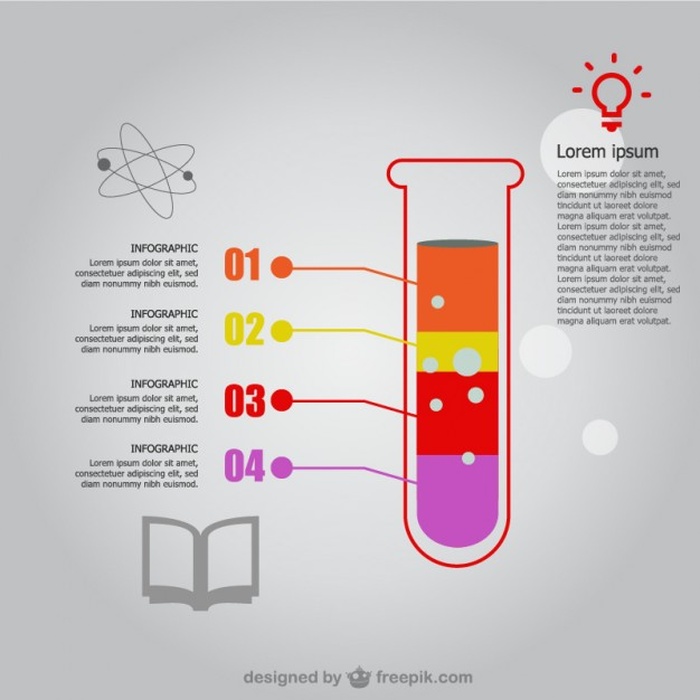 Lorem ipsum
Lorem ipsum dolor sit amet,
consectetuer adipiscing elit, sed
diam nonummy nibh euismod
tincidunt ut laoreet dolore
magna aliquam erat volutpat.
Lorem ipsum dolor sit amet,
consectetuer adipiscing elit, sed
diam nonummy nibh euismod
tincidunt ut laoreet dolore
magna aliquam erat volutpat.
Lorem ipsum dolor sit amet,
consectetuer adipiscing elit, sed
diam nonummy nibh euismod
tincidunt ut laoreet dolore
magna aliquam erat volutpat.
INFOGRAPHIC
Lorem ipsum dolor sit amet,
consectetuer adipiscing elit, sed
diam nonummy nibh euismod.
01
INFOGRAPHIC
Lorem ipsum dolor sit amet,
consectetuer adipiscing elit, sed
diam nonummy nibh euismod.
02
INFOGRAPHIC
Lorem ipsum dolor sit amet,
consectetuer adipiscing elit, sed
diam nonummy nibh euismod.
03
INFOGRAPHIC
Lorem ipsum dolor sit amet,
consectetuer adipiscing elit, sed
diam nonummy nibh euismod.
04
designed by freepik.com